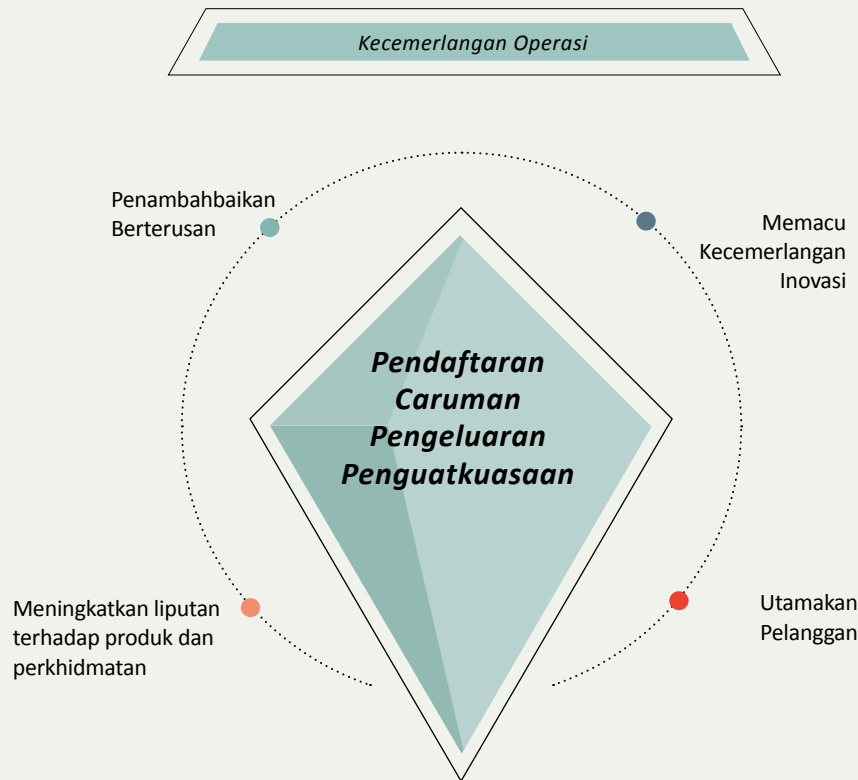 Kecemerlangan Operasi
Penambahbaikan
Berterusan
Memacu
Kecemerlangan
Inovasi
Pendaftaran
Caruman
Pengeluaran
Penguatkuasaan
Meningkatkan liputan
terhadap produk dan
perkhidmatan
Utamakan
Pelanggan